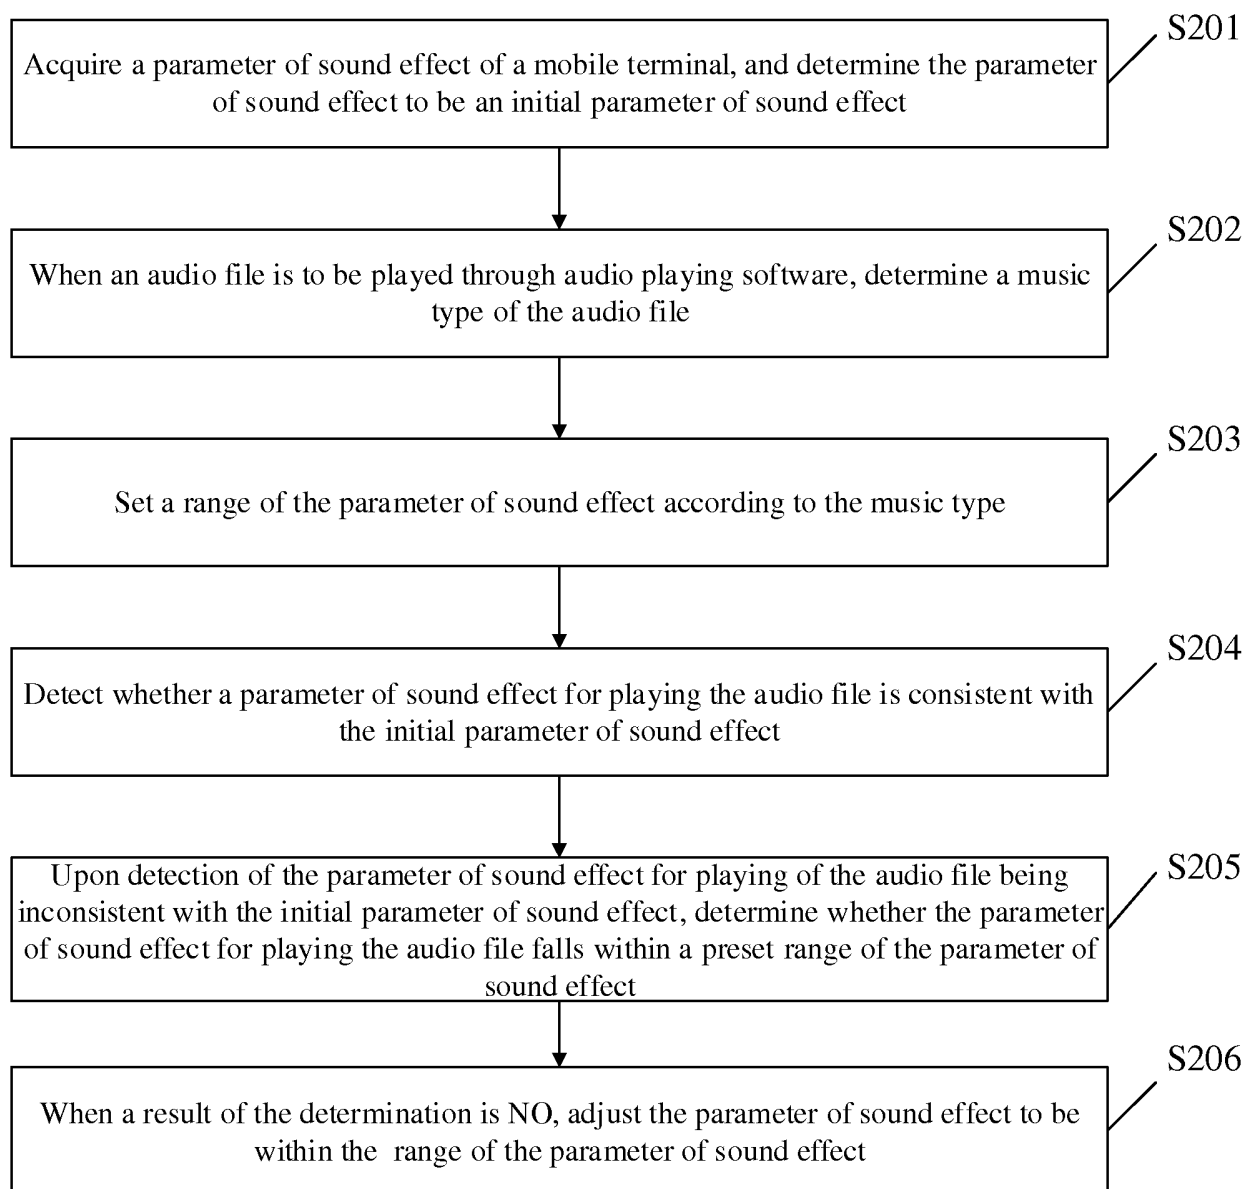 S201
Acquire a parameter of sound effect of a mobile terminal, and determine the parameter
of sound effect to be an initial parameter of sound effect
S202
When an audio file is to be played through audio playing software, determine a music
type of the audio file
S203
Set a range of the parameter of sound effect according to the music type
S204
Detect whether a parameter of sound effect for playing the audio file is consistent with
the initial parameter of sound effect
S205
Upon detection of the parameter of sound effect for playing of the audio file being
inconsistent with the initial parameter of sound effect, determine whether the parameter
of sound effect for playing the audio file falls within a preset range of the parameter of
sound effect
S206
When a result of the determination is NO, adjust the parameter of sound effect to be
within the range of the parameter of sound effect